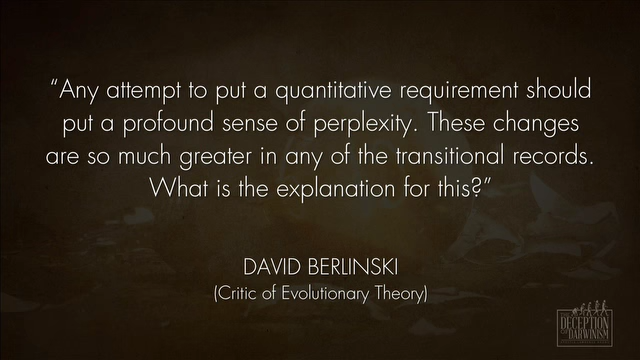 “Any attempt to put a quantitative requirement should
put a profound sense of perplexity. These changes
are so much greater in any of the transitional records.
What is the explanation for this?”
DAVID BERLINSKI
(Critic of Evolutionary Theory)
DECEPTION
DARWINISM